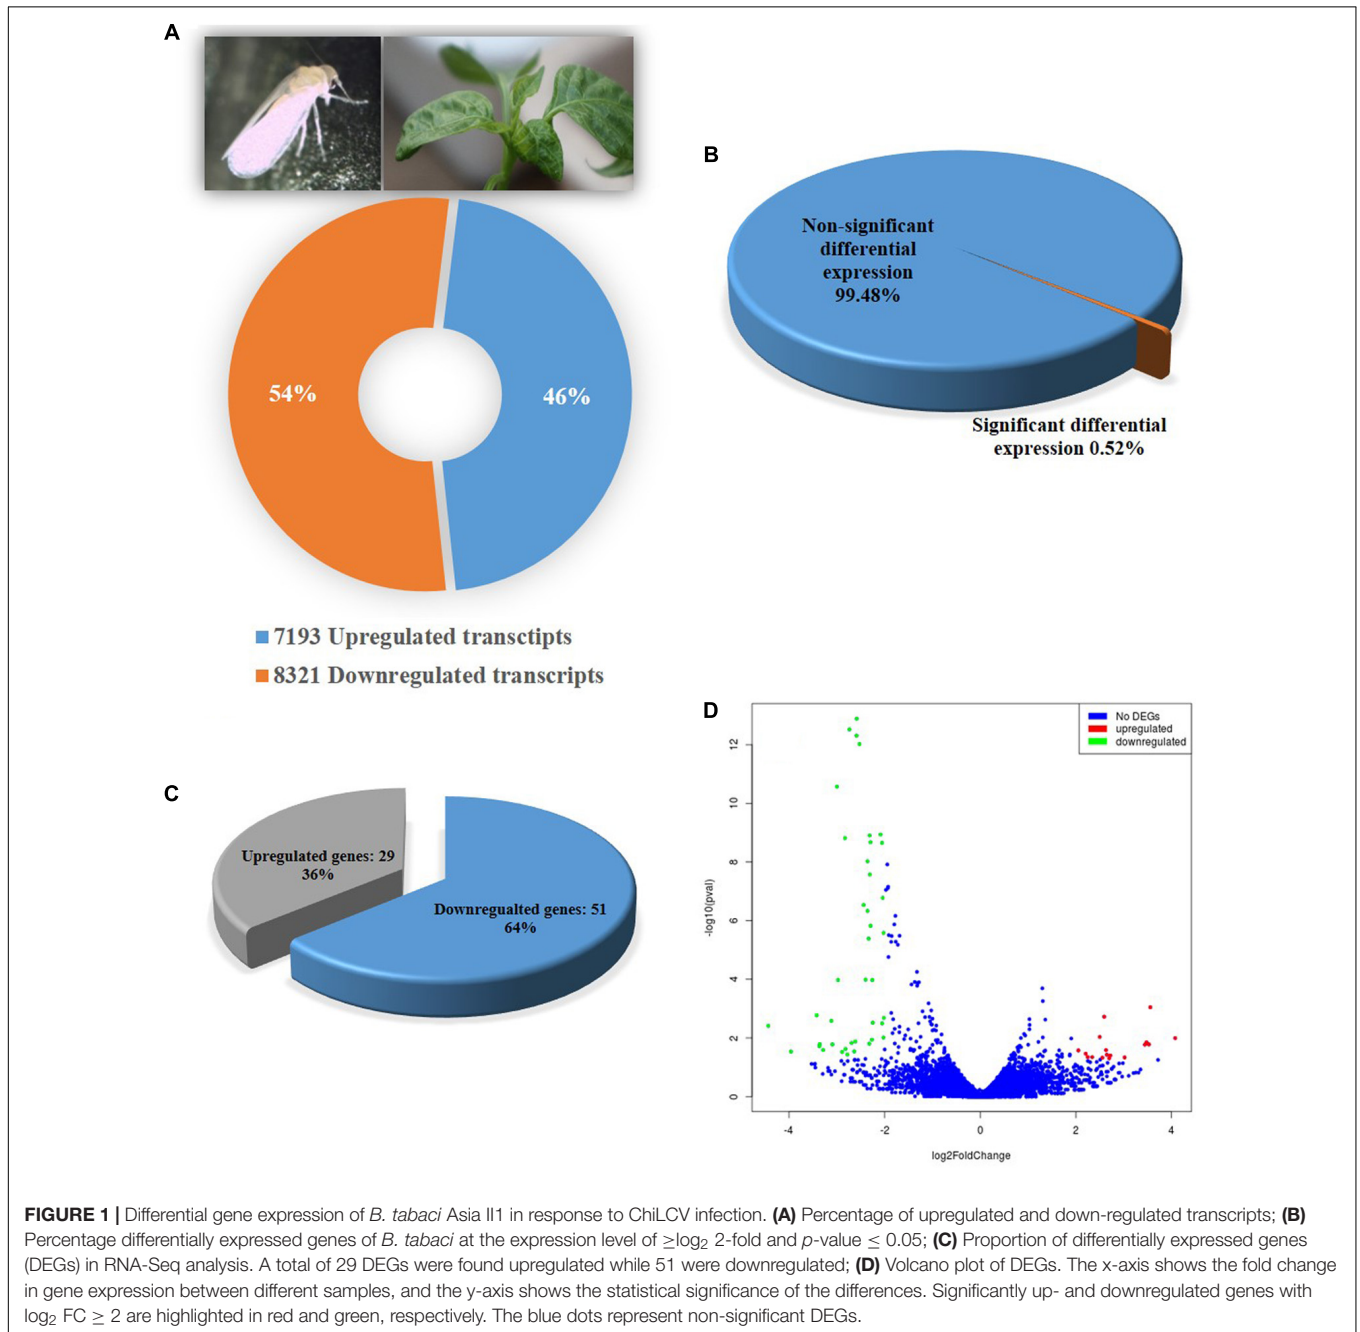 A
54%
46%
7193 Upregulated transctipts
8321 Downregulated transcripts
B
Non-significant
differential
expression
99.48%
Significant differential
expression 0.52%
C
Upregulated genes: 29
36%
Downregualted genes: 51
64%
D
No DEGs
upregulated
downregulated
-log10(pval)
12
10
8
6
4
2
0
-4 -2 0 2 4
log2FoldChange
FIGURE 1 | Differential gene expression of B. tabaci Asia II1 in response to ChiLCV infection. (A) Percentage of upregulated and down-regulated transcripts; (B)
Percentage differentially expressed genes of B. tabaci at the expression level of ≥log₂ 2-fold and p-value ≤ 0.05; (C) Proportion of differentially expressed genes
(DEGs) in RNA-Seq analysis. A total of 29 DEGs were found upregulated while 51 were downregulated; (D) Volcano plot of DEGs. The x-axis shows the fold change
in gene expression between different samples, and the y-axis shows the statistical significance of the differences. Significantly up- and downregulated genes with
log₂ FC ≥ 2 are highlighted in red and green, respectively. The blue dots represent non-significant DEGs.